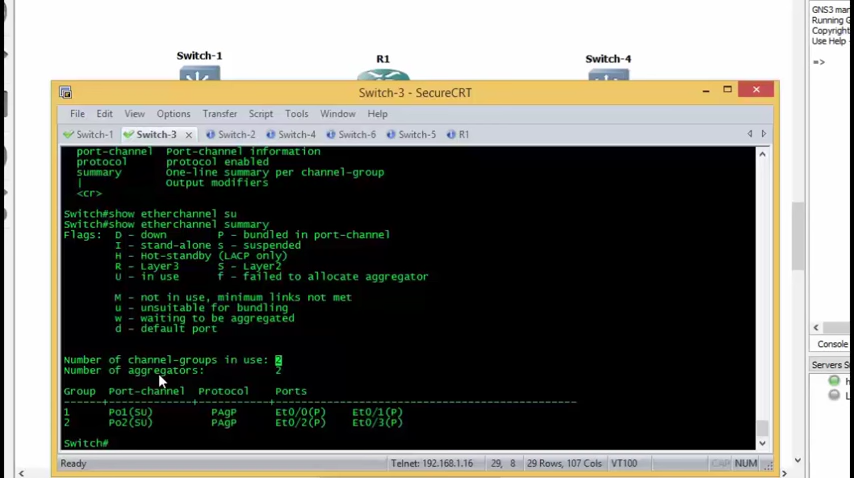 GNS3 man
Running G
Copyright
Use Help -
=>
Switch-1
R1
Switch-4
Switch-3 - SecureCRT
File Edit View Options Transfer Script Tools Window Help
Switch-1 Switch-3 × Switch-2 Switch-4 Switch-6 Switch-5 R1
port-channel Port-channel information
protocol protocol enabled
summary One-line summary per channel-group
| Output modifiers
<cr>
Switch#show etherchannel su
Switch#show etherchannel summary
Flags: D - down P - bundled in port-channel
I - stand-alone s - suspended
H - Hot-standby (LACP only)
R - Layer3 S - Layer2
U - in use f - failed to allocate aggregator
M - not in use, minimum links not met
u - unsuitable for bundling
w - waiting to be aggregated
d - default port
Number of channel-groups in use: 2
Number of aggregators: 2
Group Port-channel Protocol Ports
------+-------------+-----------+-----------------------------------------------
1 Po1(SU) PAgP Et0/0(P) Et0/1(P)
2 Po2(SU) PAgP Et0/2(P) Et0/3(P)
Switch#
Ready Telnet: 192.168.1.16 29, 8 29 Rows, 107 Cols VT100 CAP NUM
Console
Servers S
h
L